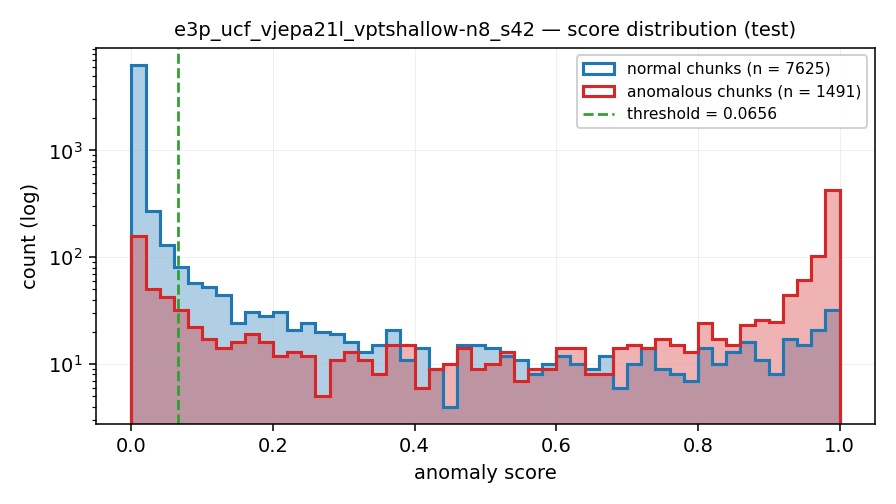 e3p_ucf_vjepa21l_vptshallow-n8_s42 — score distribution (test)
normal chunks (n = 7625)
anomalous chunks (n = 1491)
threshold = 0.0656
count (log)
10³
10²
10¹
0.0 0.2 0.4 0.6 0.8 1.0
anomaly score